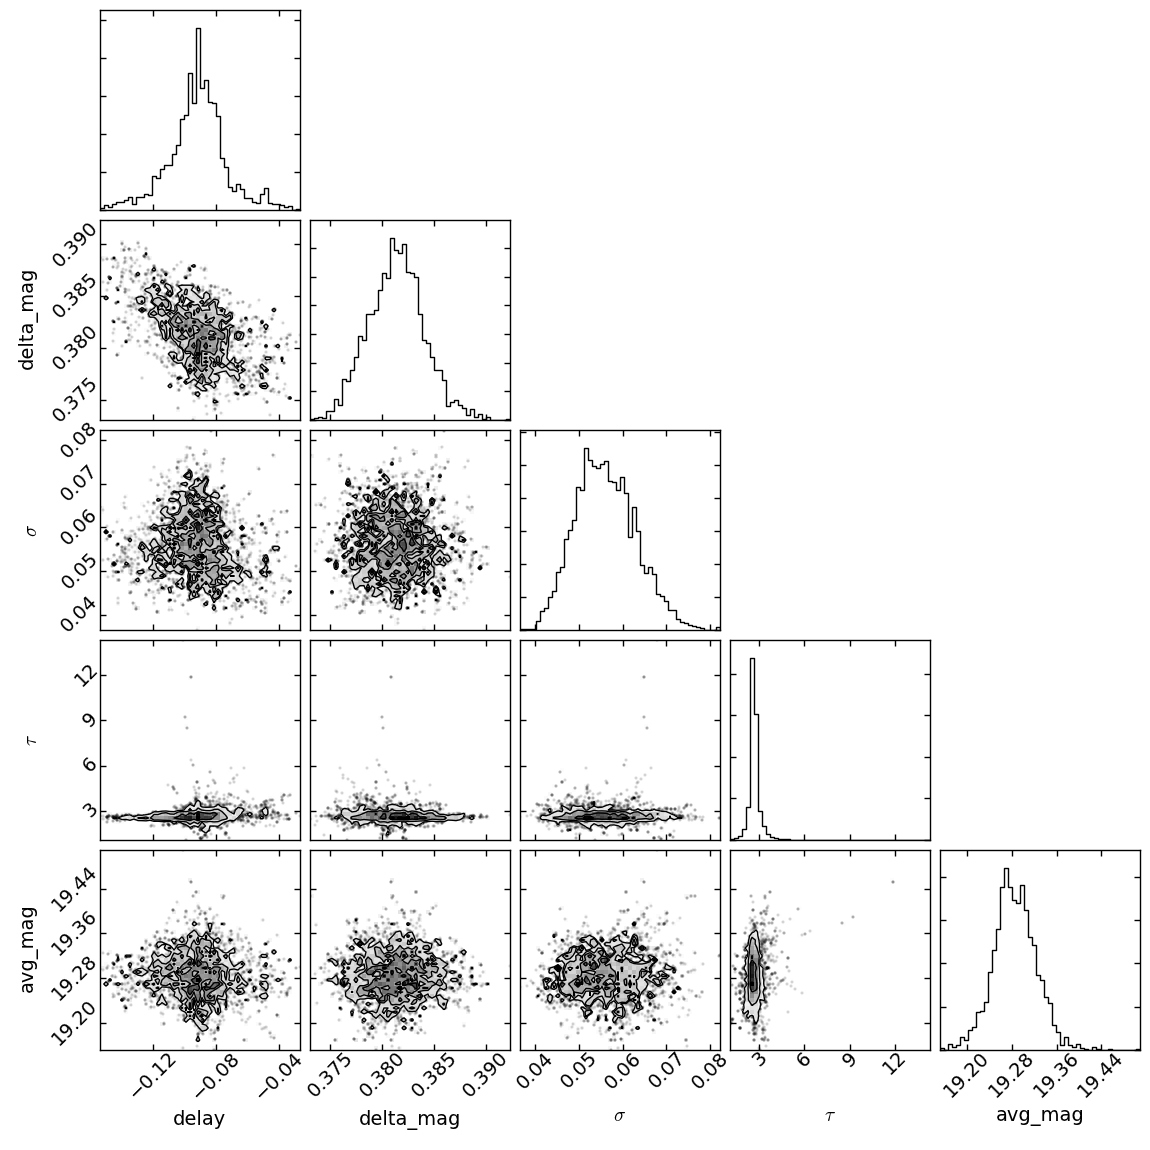 0.390
0.385
0.380
0.375
delta_mag
0.08
0.07
0.06
0.05
0.04
σ
12
9
6
3
τ
19.44
19.36
19.28
19.20
avg_mag
−0.12 −0.08 −0.04
delay
0.375 0.380 0.385 0.390
delta_mag
0.04 0.05 0.06 0.07 0.08
σ
3 6 9 12
τ
19.20 19.28 19.36 19.44
avg_mag